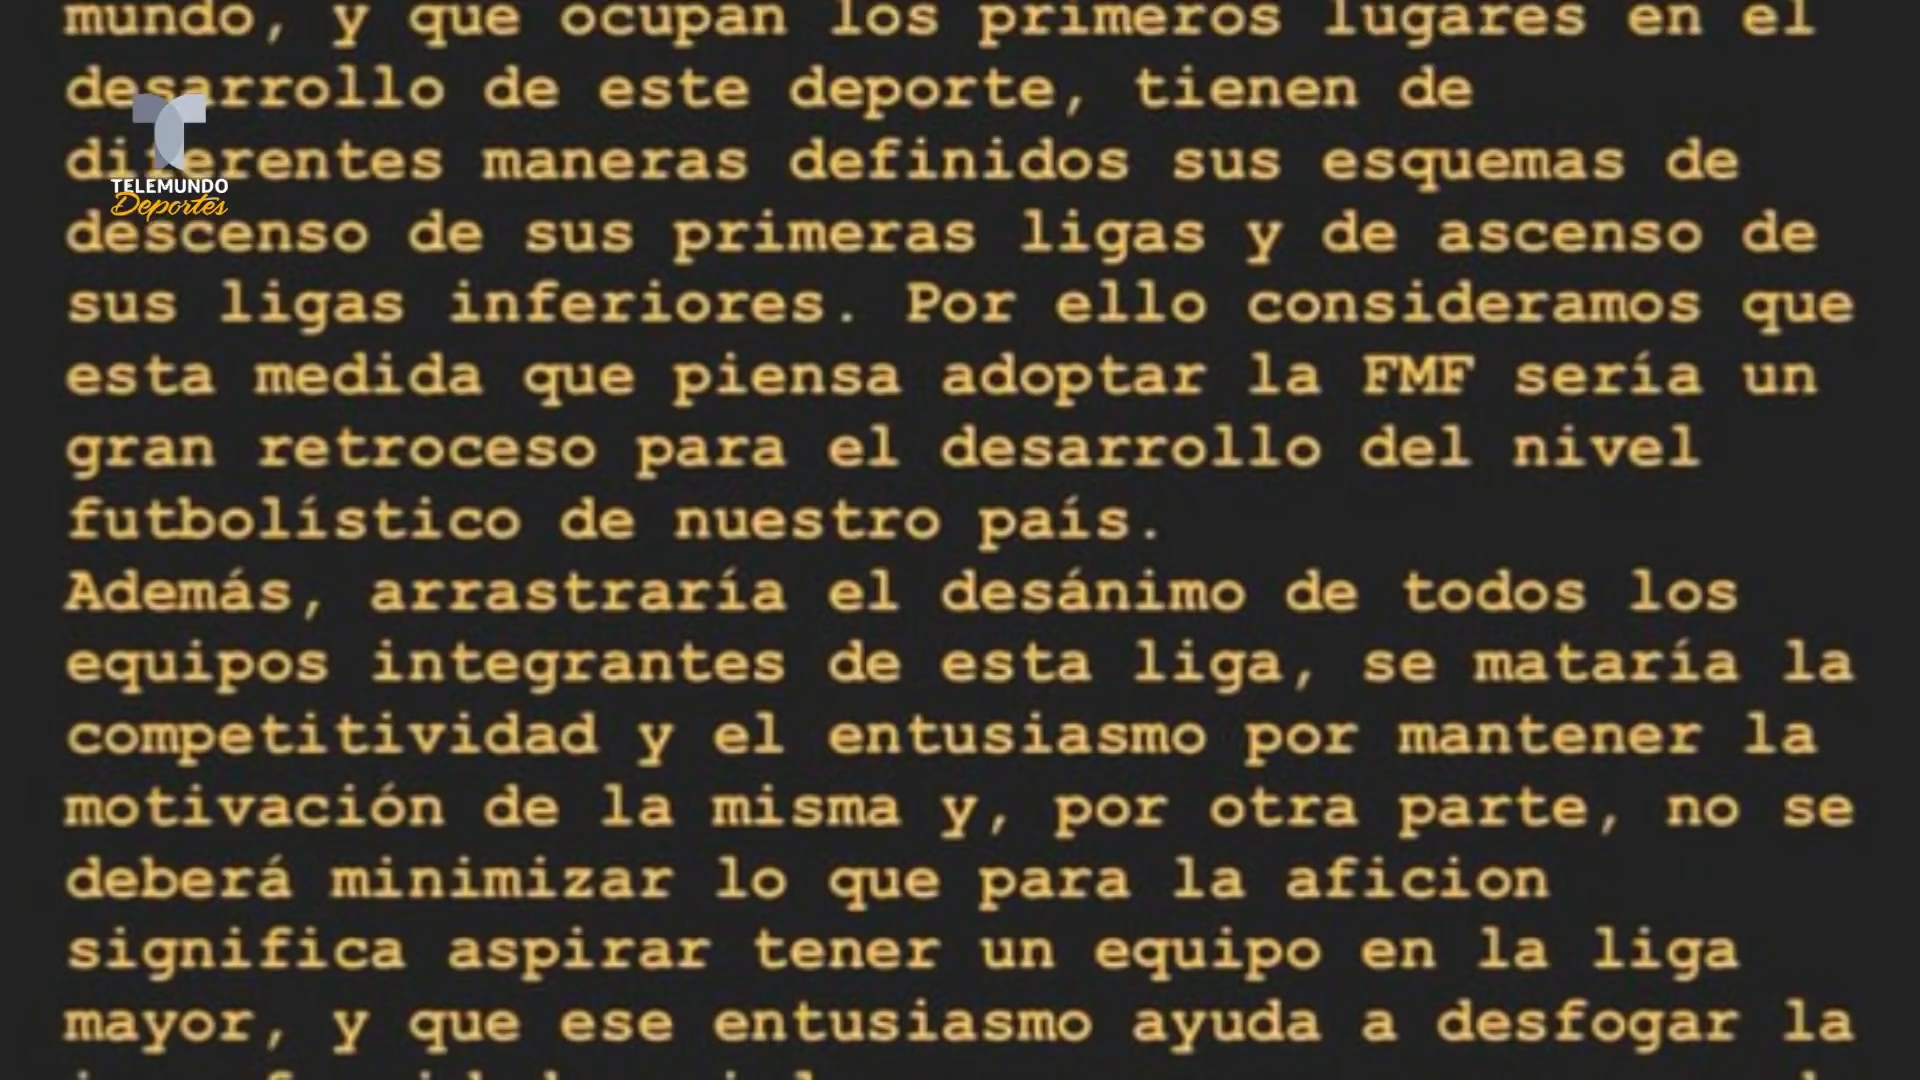 mundo, y que ocupan los primeros lugares en el
desarrollo de este deporte, tienen de
diferentes maneras definidos sus esquemas de
TELEMUNDO
Deportes
descenso de sus primeras ligas y de ascenso de
sus ligas inferiores. Por ello consideramos que
esta medida que piensa adoptar la FMF sería un
gran retroceso para el desarrollo del nivel
futbolístico de nuestro país.
Además, arrastraría el desánimo de todos los
equipos integrantes de esta liga, se mataría la
competitividad y el entusiasmo por mantener la
motivación de la misma y, por otra parte, no se
deberá minimizar lo que para la aficion
significa aspirar tener un equipo en la liga
mayor, y que ese entusiasmo ayuda a desfogar la